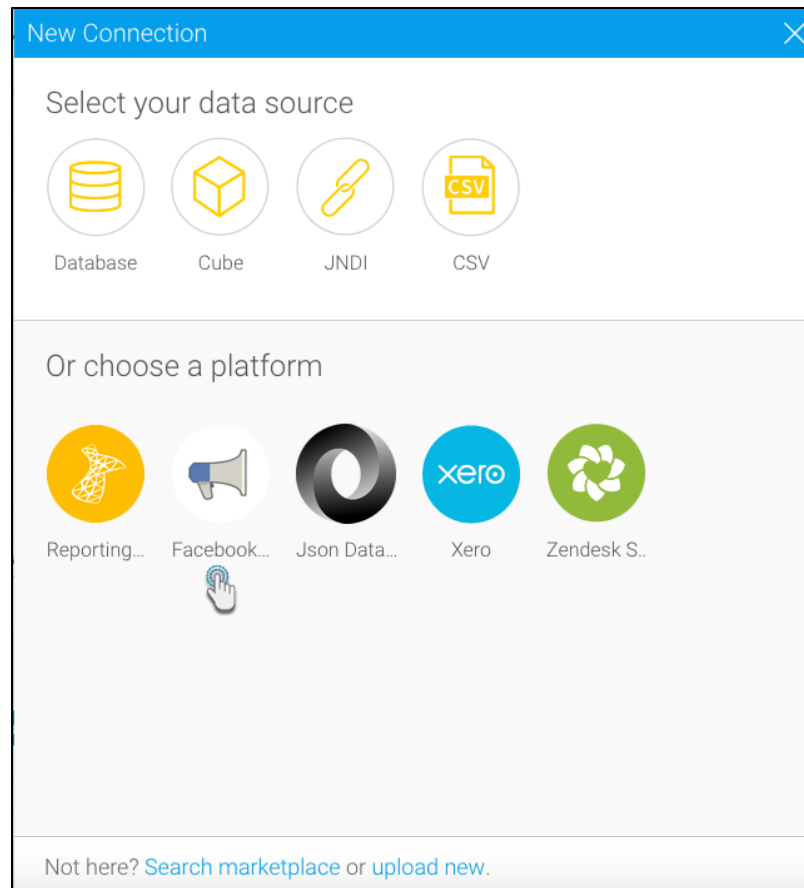 New Connection
Select your data source
CSV
Database Cube JNDI CSV
Or choose a platform
xero
Reporting... Facebook... Json Data... Xero Zendesk S..
Not here? Search marketplace or upload new.